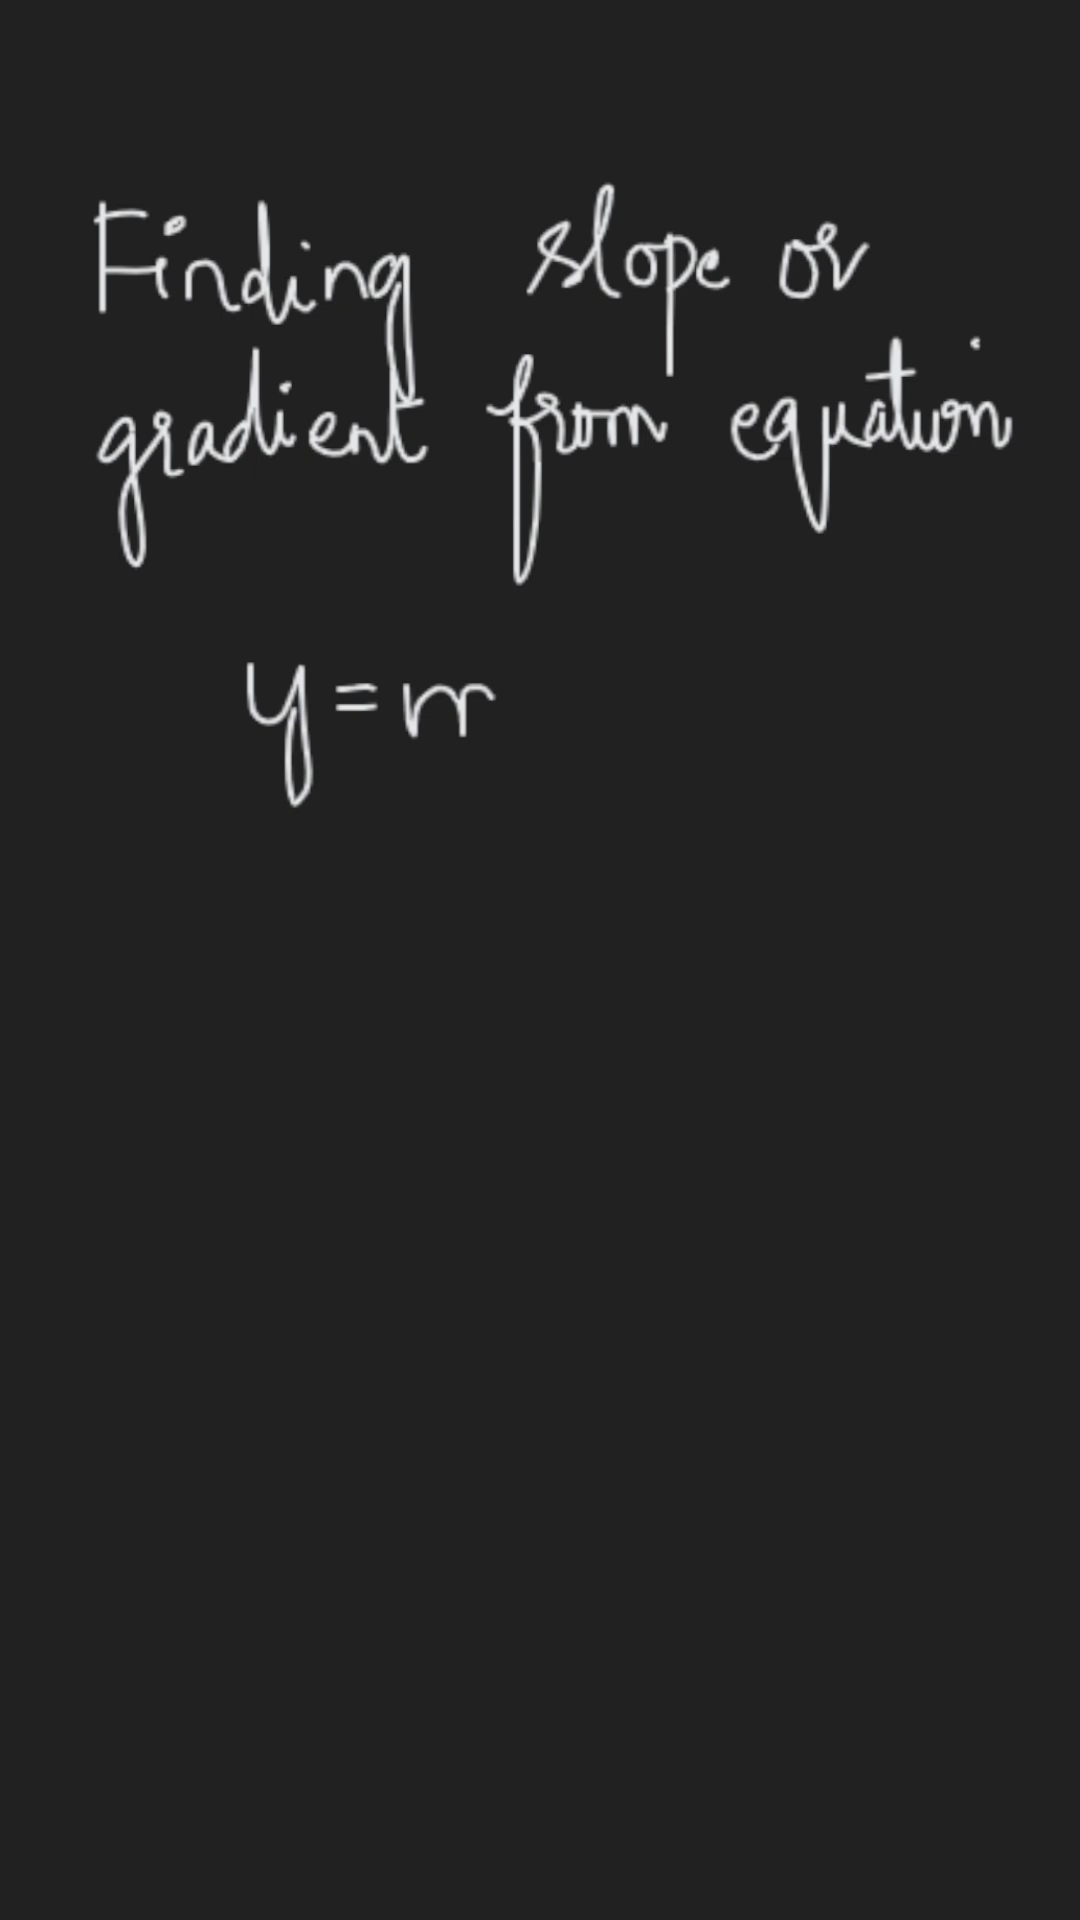 Finding slope or
gradient from equation
y = m